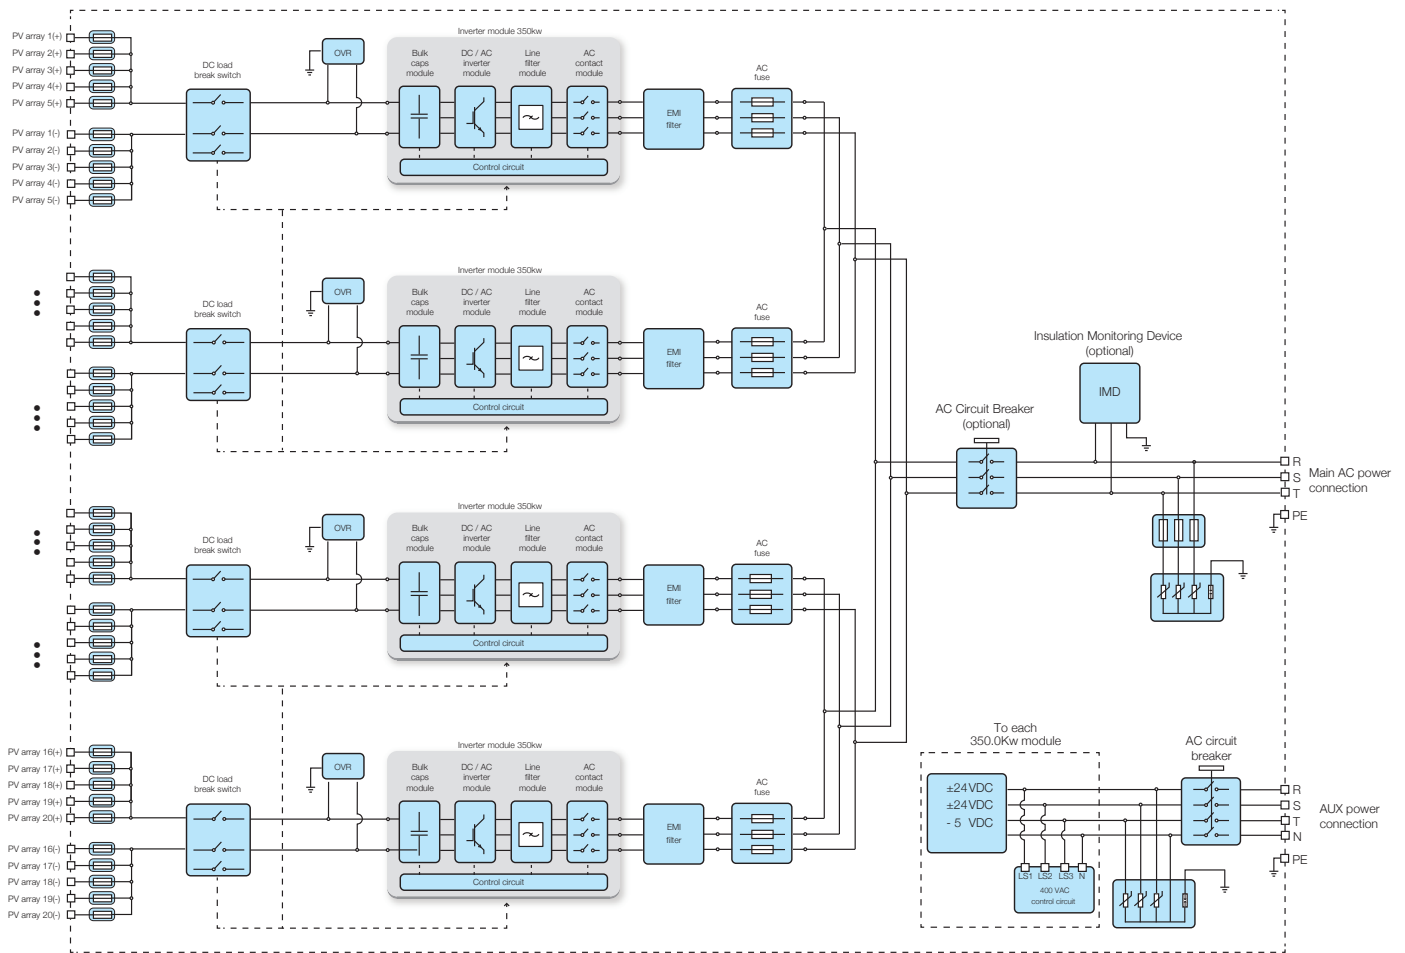 PV array 1(+)
PV array 2(+)
PV array 3(+)
PV array 4(+)
PV array 5(+)
PV array 1(-)
PV array 2(-)
PV array 3(-)
PV array 4(-)
PV array 5(-)
DC load
break switch
OVR
Inverter module 350kw
Bulk
caps
module
DC / AC
inverter
module
Line
filter
module
AC
contact
module
Control circuit
EMI
filter
AC
fuse
DC load
break switch
OVR
Inverter module 350kw
Bulk
caps
module
DC / AC
inverter
module
Line
filter
module
AC
contact
module
Control circuit
EMI
filter
AC
fuse
DC load
break switch
OVR
Inverter module 350kw
Bulk
caps
module
DC / AC
inverter
module
Line
filter
module
AC
contact
module
Control circuit
EMI
filter
AC
fuse
PV array 16(+)
PV array 17(+)
PV array 18(+)
PV array 19(+)
PV array 20(+)
PV array 16(-)
PV array 17(-)
PV array 18(-)
PV array 19(-)
PV array 20(-)
DC load
break switch
OVR
Inverter module 350kw
Bulk
caps
module
DC / AC
inverter
module
Line
filter
module
AC
contact
module
Control circuit
EMI
filter
AC
fuse
AC Circuit Breaker
(optional)
Insulation Monitoring Device
(optional)
IMD
R
S
T
PE
Main AC power
connection
To each
350.0Kw module
±24VDC
±24VDC
- 5 VDC
LS1 LS2 LS3 N
400 VAC
control circuit
AC circuit
breaker
R
S
T
N
PE
AUX power
connection